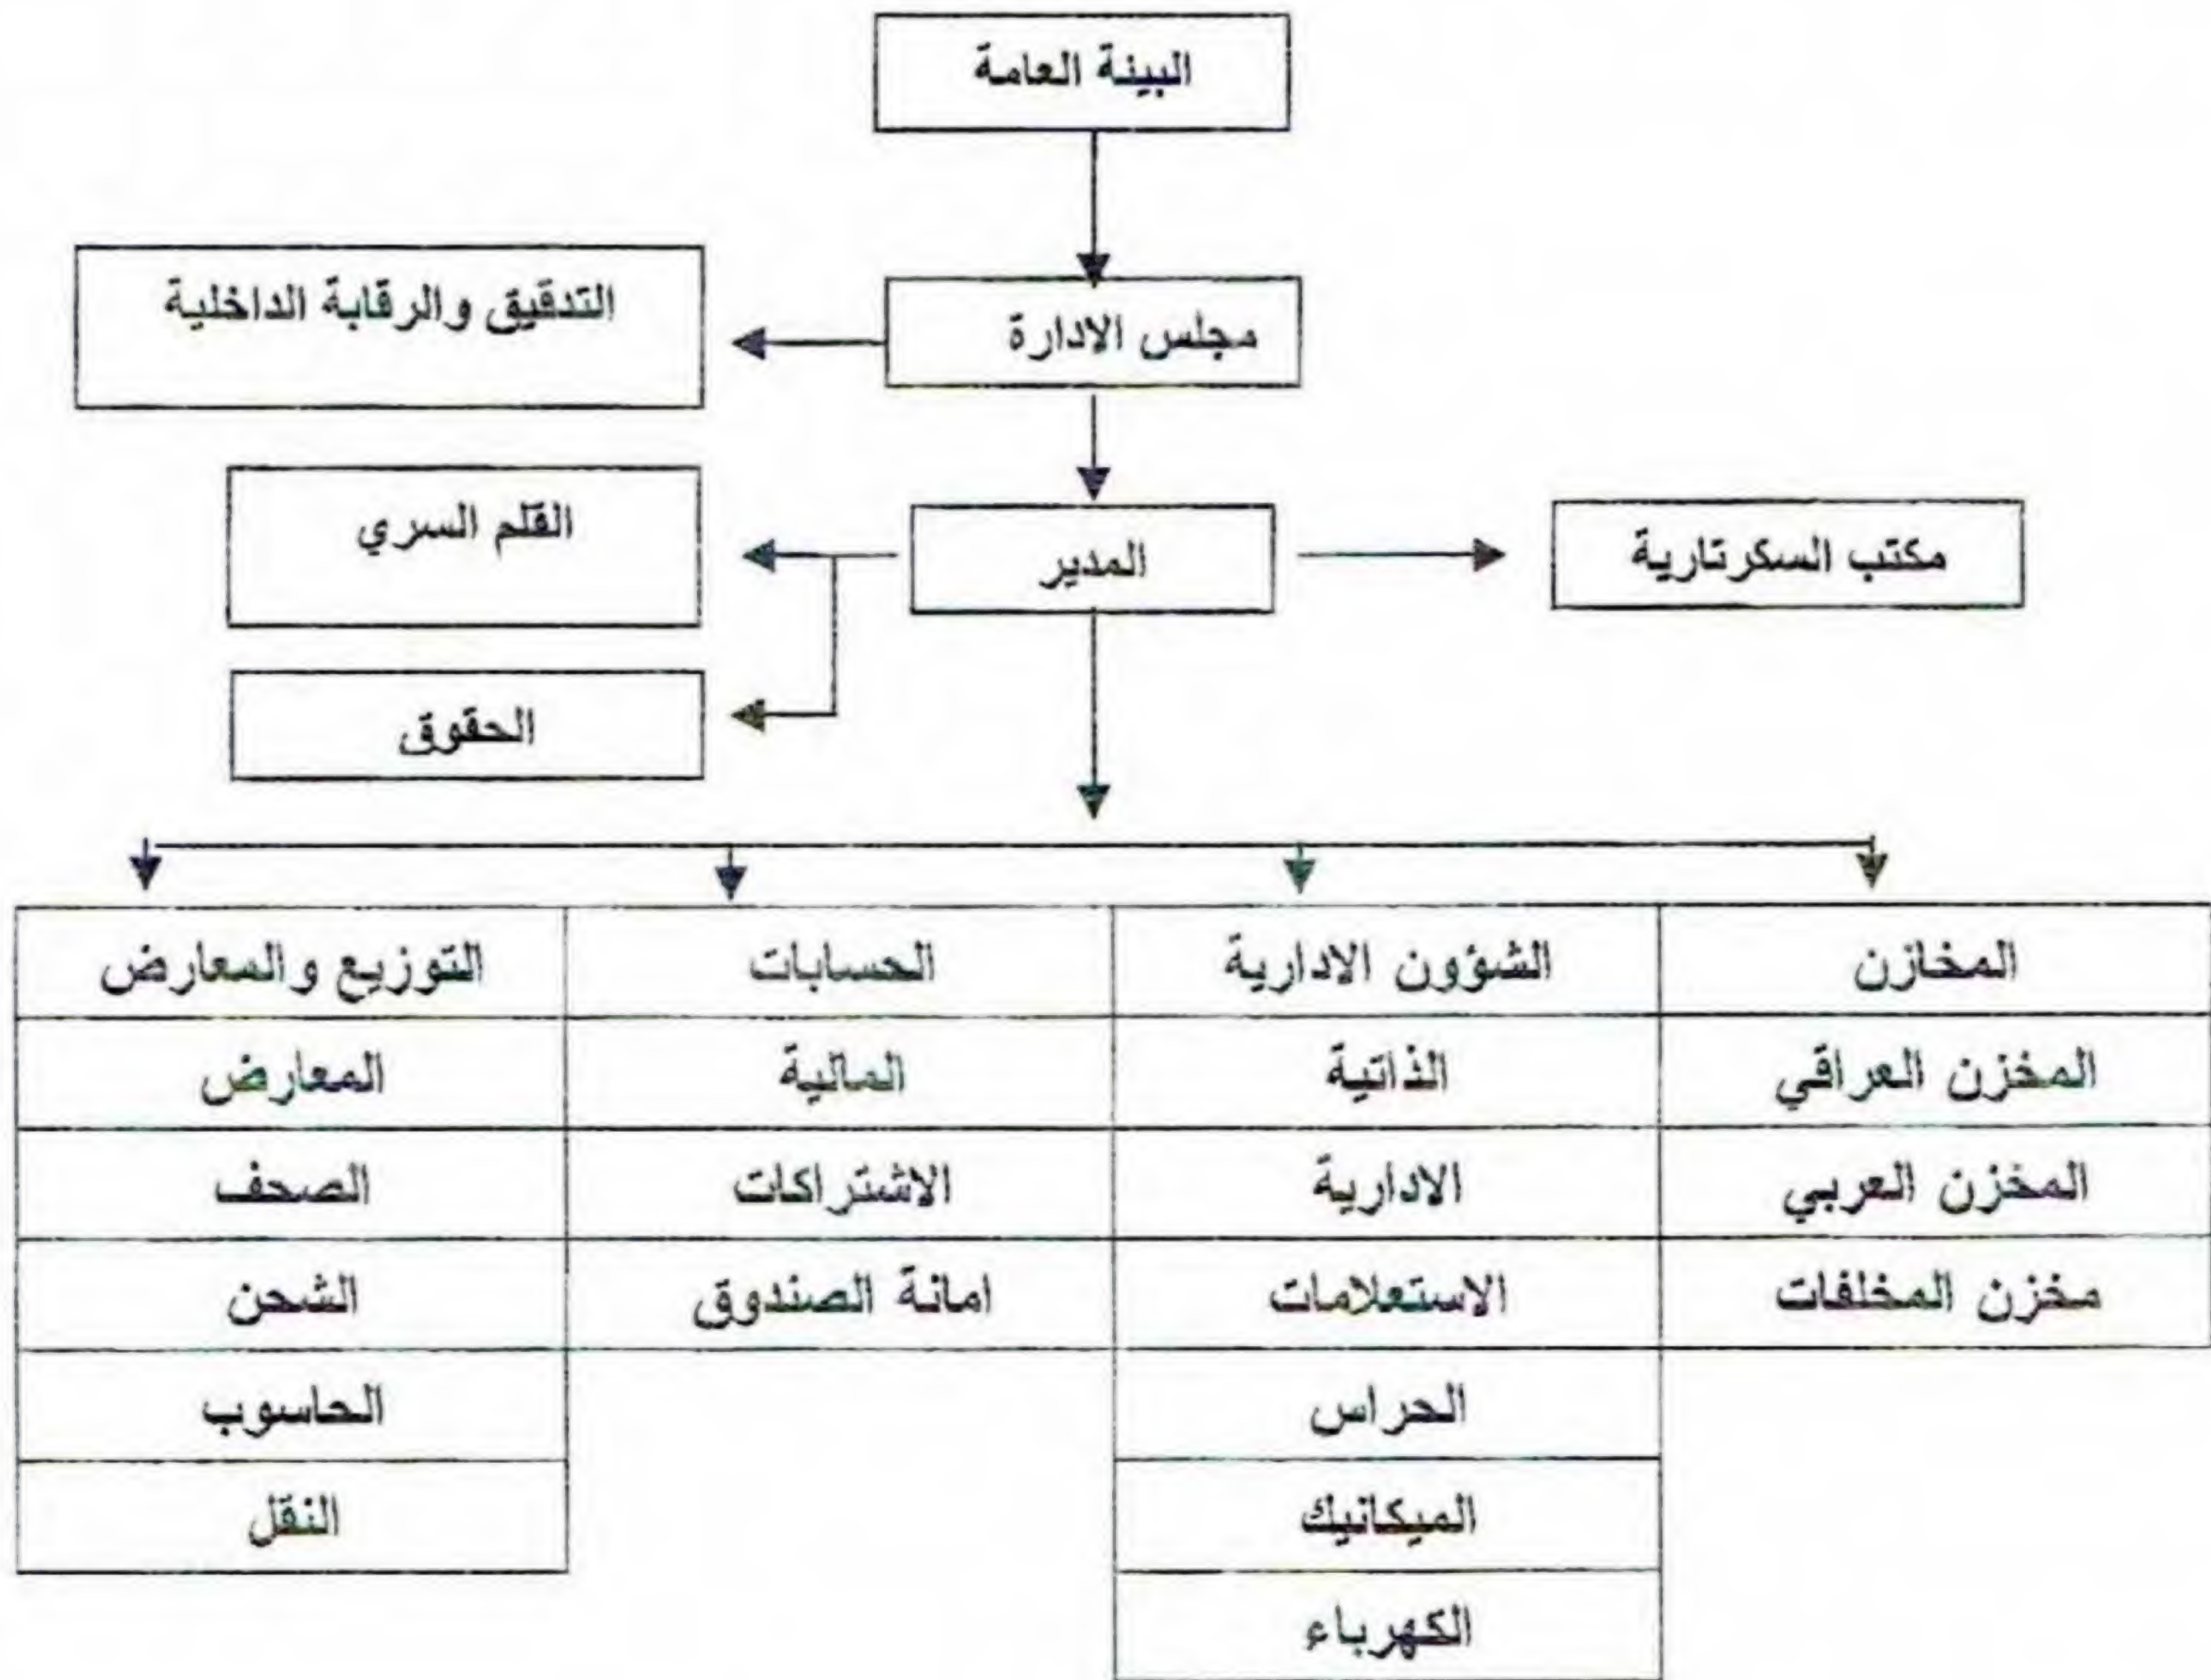 البينة العامة
التدقيق والرقابة الداخلية
مجلس الادارة
القلم السري
المدير
مكتب السكرتارية
الحقوق
المخازن
الشؤون الادارية
الحسابات
التوزيع والمعارض
المخزن العراقي
الذاتية
المالية
المعارض
المخزن العربي
الادارية
الاشتراكات
الصحف
مخزن المخلفات
الاستعلامات
امانة الصندوق
الشحن
الحراس
الحاسوب
الميكانيك
النقل
الكهرباء